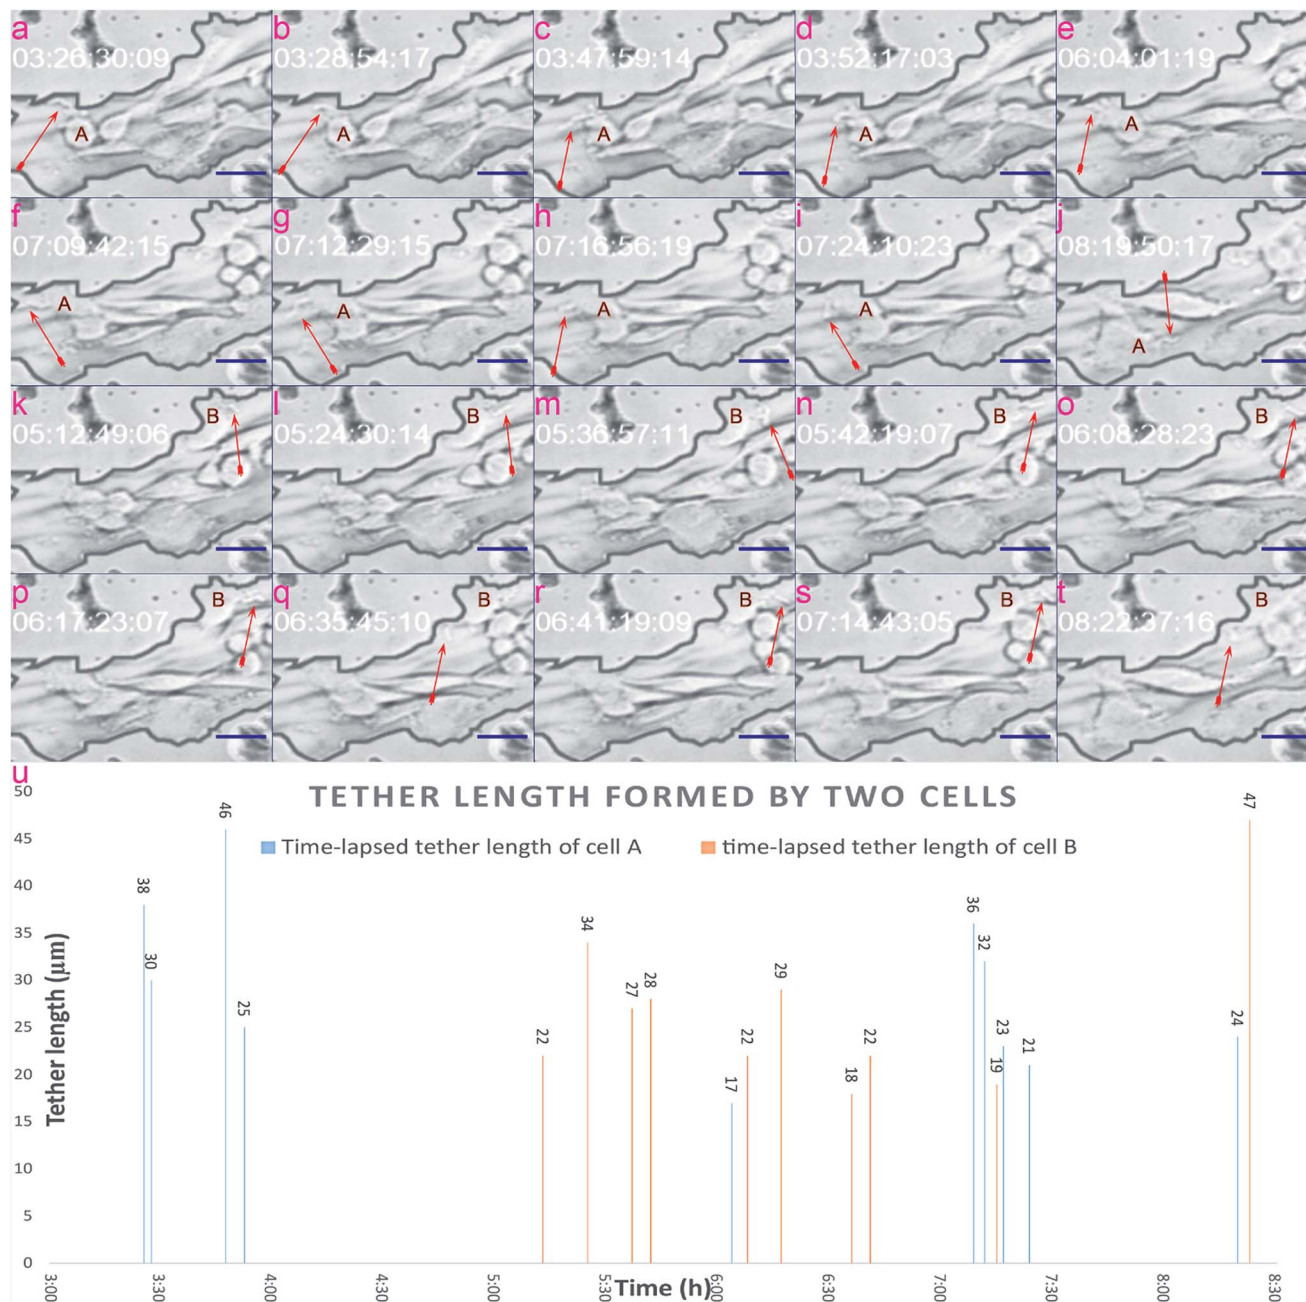 a b c d e
03:26:30:09 03:28:54:17 03:47:59:14 03:52:17:03 06:04:01:19
A A A A A
f g h i j
07:09:42:15 07:12:29:15 07:16:56:19 07:24:10:23 08:19:50:17
A A A A A
k l m n o
B B B B B
05:12:49:06 05:24:30:14 05:36:57:11 05:42:19:07 06:08:28:23
p q r s t
B B B B B
06:17:23:07 06:35:45:10 06:41:19:09 07:14:43:05 08:22:37:16
u
TETHER LENGTH FORMED BY TWO CELLS
Time-lapsed tether length of cell A time-lapsed tether length of cell B
Tether length (μm)
50
45
40
35
30
25
20
15
10
5
0
38 30 46 25 22 34 27 28 17 22 29 18 22 36 32 19 23 21 24 47
3:00 3:30 4:00 4:30 5:00 5:30 6:00 6:30 7:00 7:30 8:00 8:30
Time (h)